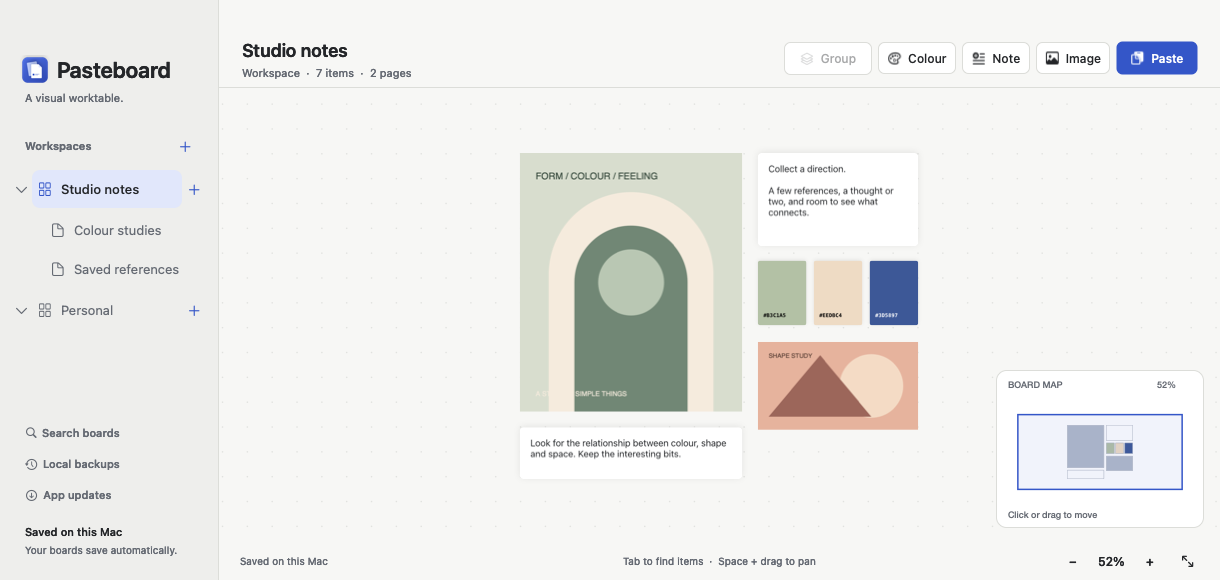 Pasteboard
A visual worktable.
Workspaces
Studio notes
Colour studies
Saved references
Personal
Search boards
Local backups
App updates
Saved on this Mac
Your boards save automatically.
Studio notes
Workspace · 7 items · 2 pages
Group
Colour
Note
Image
Paste
FORM / COLOUR / FEELING
SIMPLE THINGS
Look for the relationship between colour, shape
and space. Keep the interesting bits.
Collect a direction.
A few references, a thought or
two, and room to see what
connects.
#B2C1A5
#EEDBC4
#3D5897
SHAPE STUDY
BOARD MAP
52%
Click or drag to move
Saved on this Mac
Tab to find items · Space + drag to pan
− 52% +